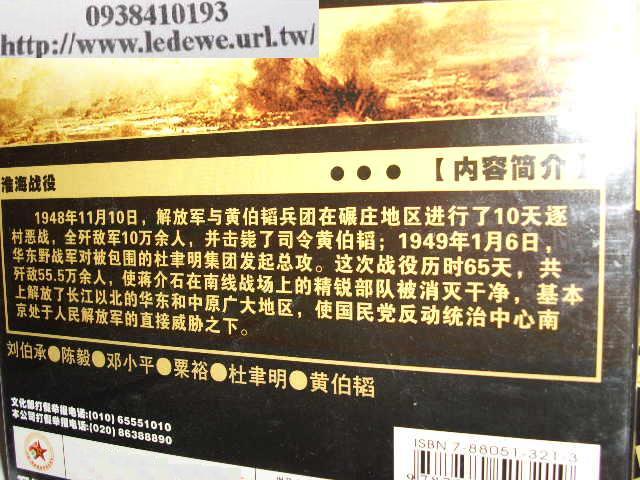 0938410193
http://www.ledewe.url.tw/
淮海战役
●●●【内容简介】
1948年11月10日，解放军与黄伯韬兵团在碾庄地区进行了10天逐
村恶战，全歼敌军10万余人，并击毙了司令黄伯韬；1949年1月6日，
华东野战军对被包围的杜聿明集团发起总攻。这次战役历时65天，共
歼敌55.5万余人，使蒋介石在南线战场上的精锐部队被消灭干净，基本
上解放了长江以北的华东和中原广大地区，使国民党反动统治中心南
京处于人民解放军的直接威胁之下。
刘伯承●陈毅●邓小平●粟裕●杜聿明●黄伯韬
文化部打假举报电话:(010) 65551010
本公司打假举报电话:(020) 86388890
ISBN 7-88051-321-3